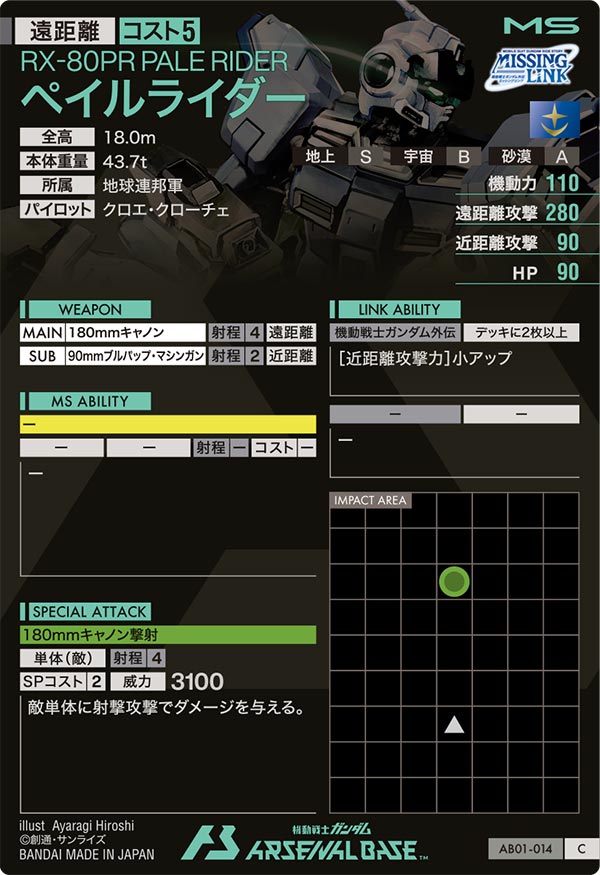 遠距離 コスト5 MS
RX-80PR PALE RIDER
ペイルライダー
MOBILE SUIT GUNDAM SIDE STORY
MISSING LINK
全高 18.0m
本体重量 43.7t
所属 地球連邦軍
パイロット クロエ・クローチェ
地上 S 宇宙 B 砂漠 A
機動力 110
遠距離攻撃 280
近距離攻撃 90
HP 90
WEAPON
MAIN 180mmキャノン 射程 4 遠距離
SUB 90mmブルパップ・マシンガン 射程 2 近距離
MS ABILITY
—
— — 射程 — コスト —
—
LINK ABILITY
機動戦士ガンダム外伝 デッキに2枚以上
[近距離攻撃力]小アップ
— —
—
IMPACT AREA
SPECIAL ATTACK
180mmキャノン撃射
単体(敵) 射程 4
SPコスト 2 威力 3100
敵単体に射撃攻撃でダメージを与える。
illust Ayaragi Hiroshi
©創通・サンライズ
BANDAI MADE IN JAPAN
機動戦士ガンダム
AB ARSENAL BASE™
AB01-014 C